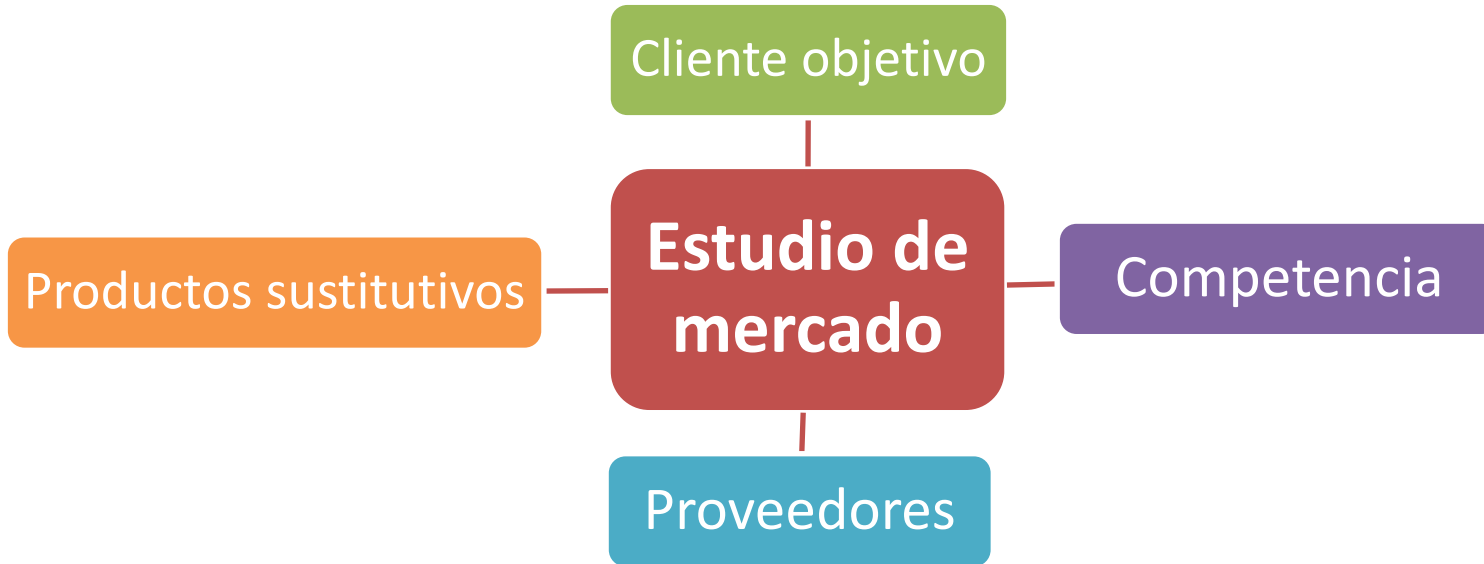 Cliente objetivo
Estudio de
mercado
Productos sustitutivos
Competencia
Proveedores